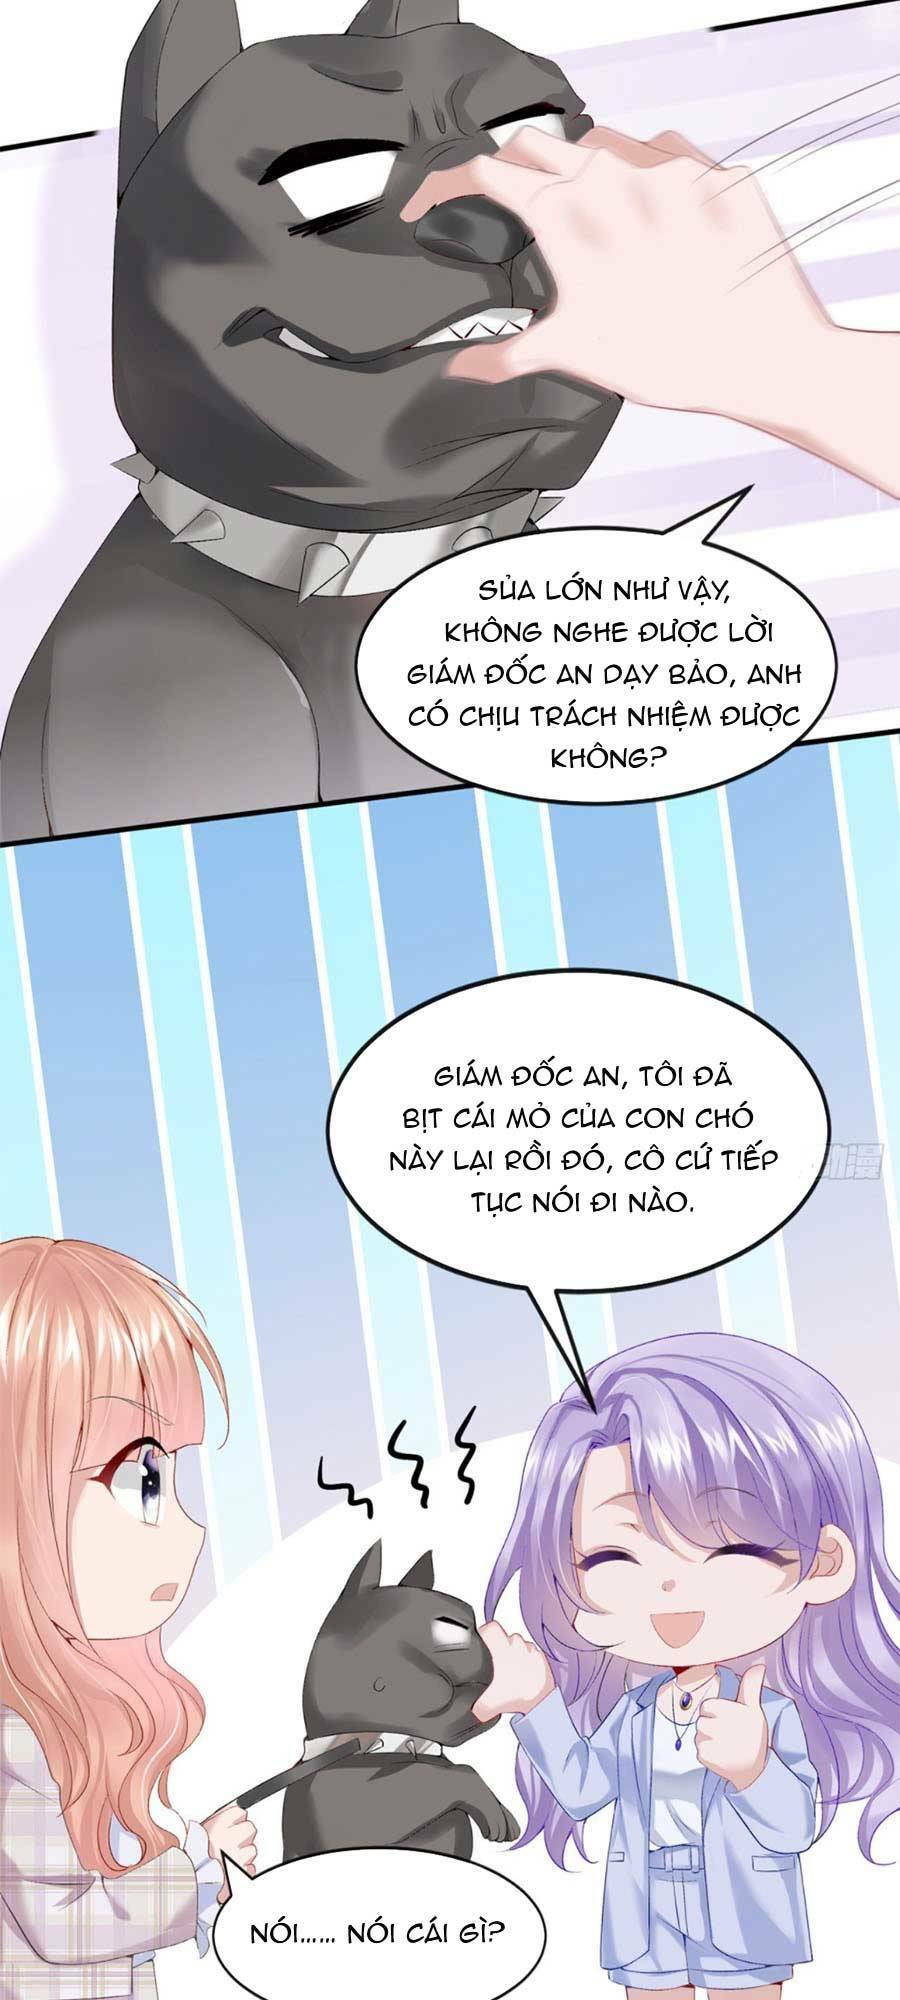 SỦA LỚN NHƯ VẬY,
KHÔNG NGHE ĐƯỢC LỜI
GIÁM ĐỐC AN DẠY BẢO, ANH
CÓ CHỊU TRÁCH NHIỆM ĐƯỢC
KHÔNG?
GIÁM ĐỐC AN, TÔI ĐÃ
BỊT CÁI MỎ CỦA CON CHÓ
NÀY LẠI RỒI ĐÓ, CÔ CỨ TIẾP
TỤC NÓI ĐI NÀO.
动漫
NÓI...... NÓI CÁI GÌ?